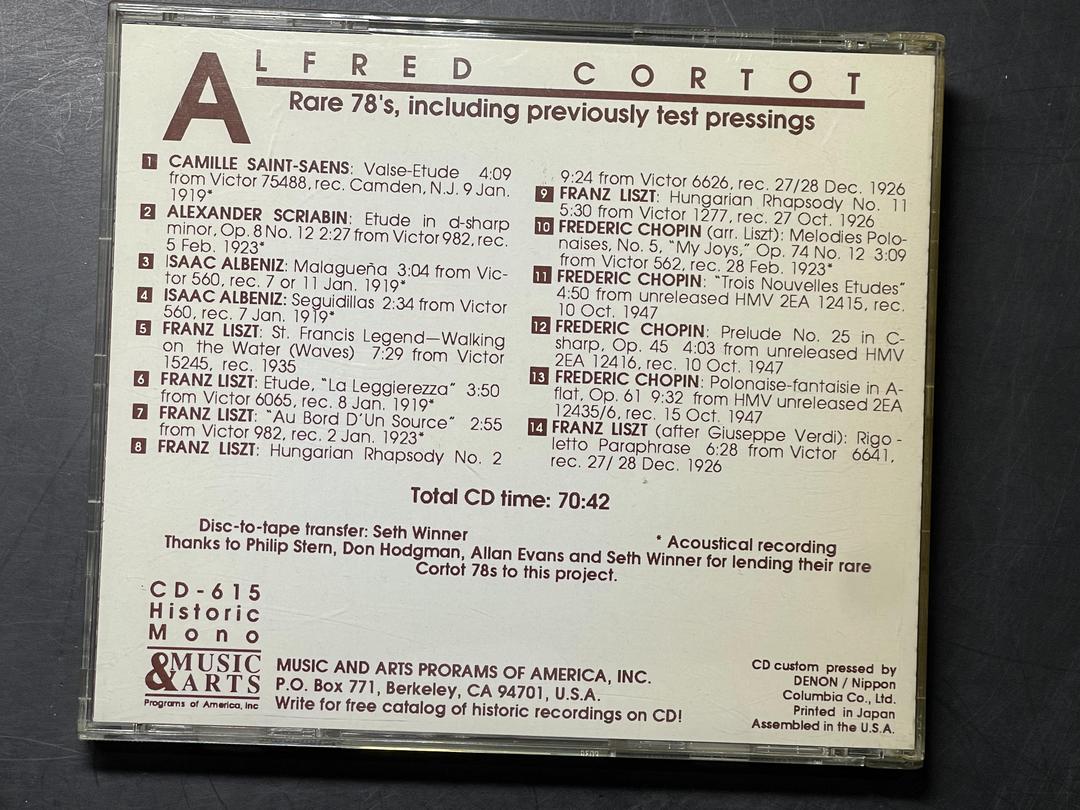 ALFRED CORTOT
Rare 78's, including previously test pressings
1 CAMILLE SAINT-SAENS: Valse-Etude 4:09
from Victor 75488, rec. Camden, N.J. 9 Jan.
1919*
2 ALEXANDER SCRIABIN: Etude in d-sharp
minor, Op. 8 No. 12 2:27 from Victor 982, rec.
5 Feb. 1923*
3 ISAAC ALBENIZ: Malagueña 3:04 from Vic-
tor 560, rec. 7 or 11 Jan. 1919*
4 ISAAC ALBENIZ: Seguidillas 2:34 from Victor
560, rec. 7 Jan. 1919*
5 FRANZ LISZT: St. Francis Legend—Walking
on the Water (Waves) 7:29 from Victor
15245, rec. 1935
6 FRANZ LISZT: Etude, "La Leggierezza" 3:50
from Victor 6065, rec. 8 Jan. 1919*
7 FRANZ LISZT: "Au Bord D'Un Source" 2:55
from Victor 982, rec. 2 Jan. 1923*
8 FRANZ LISZT: Hungarian Rhapsody No. 2
9:24 from Victor 6626, rec. 27/28 Dec. 1926
9 FRANZ LISZT: Hungarian Rhapsody No. 11
5:30 from Victor 1277, rec. 27 Oct. 1926
10 FREDERIC CHOPIN (arr. Liszt): Melodies Polo-
naises, No. 5, "My Joys," Op. 74 No. 12 3:09
from Victor 562, rec. 28 Feb. 1923*
11 FREDERIC CHOPIN: "Trois Nouvelles Etudes"
4:50 from unreleased HMV 2EA 12415, rec.
10 Oct. 1947
12 FREDERIC CHOPIN: Prelude No. 25 in C-
sharp, Op. 45 4:03 from unreleased HMV
2EA 12416, rec. 10 Oct. 1947
13 FREDERIC CHOPIN: Polonaise-fantaisie in A-
flat, Op. 61 9:32 from HMV unreleased 2EA
12435/6, rec. 15 Oct. 1947
14 FRANZ LISZT (after Giuseppe Verdi): Rigo-
letto Paraphrase 6:28 from Victor 6641,
rec. 27/ 28 Dec. 1926
Total CD time: 70:42
Disc-to-tape transfer: Seth Winner
* Acoustical recording
Thanks to Philip Stern, Don Hodgman, Allan Evans and Seth Winner for lending their rare
Cortot 78s to this project.
CD-615
Historic
Mono
&MUSIC
ARTS
Programs of America, Inc
MUSIC AND ARTS PRORAMS OF AMERICA, INC.
P.O. Box 771, Berkeley, CA 94701, U.S.A.
Write for free catalog of historic recordings on CD!
CD custom pressed by
DENON / Nippon
Columbia Co., Ltd.
Printed in Japan
Assembled in the U.S.A.